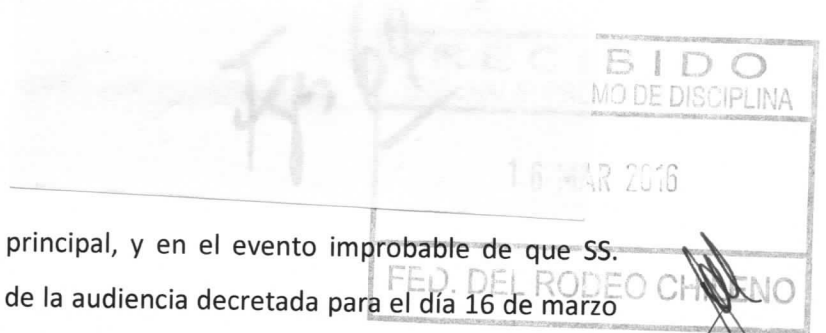 RECIBIDO
MO DE DISCIPLINA
16 MAR 2016
principal, y en el evento improbable de que SS.
FED. DEL RODEO CHILENO
de la audiencia decretada para el día 16 de marzo